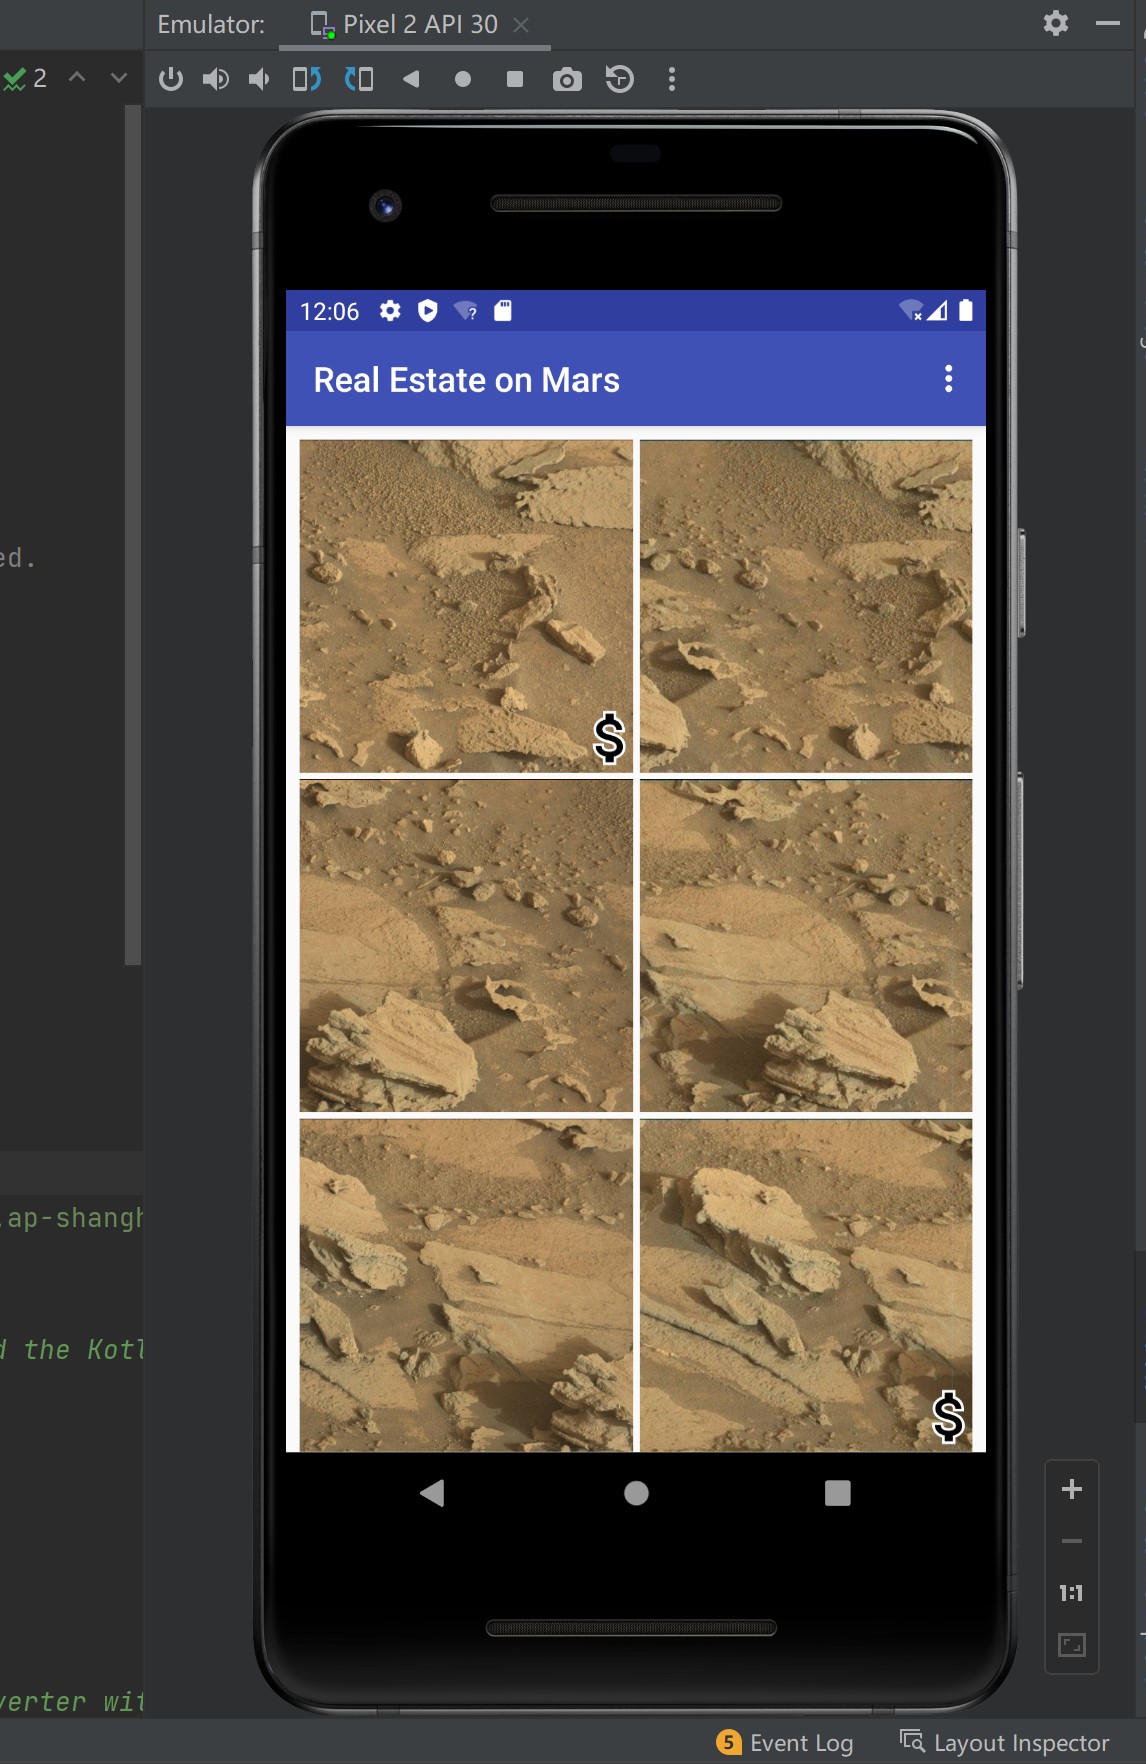 Emulator: Pixel 2 API 30
2
12:06
Real Estate on Mars
ed.
$
.ap-shangh
d the Kotl
$
1:1
verter wit
5 Event Log Layout Inspector